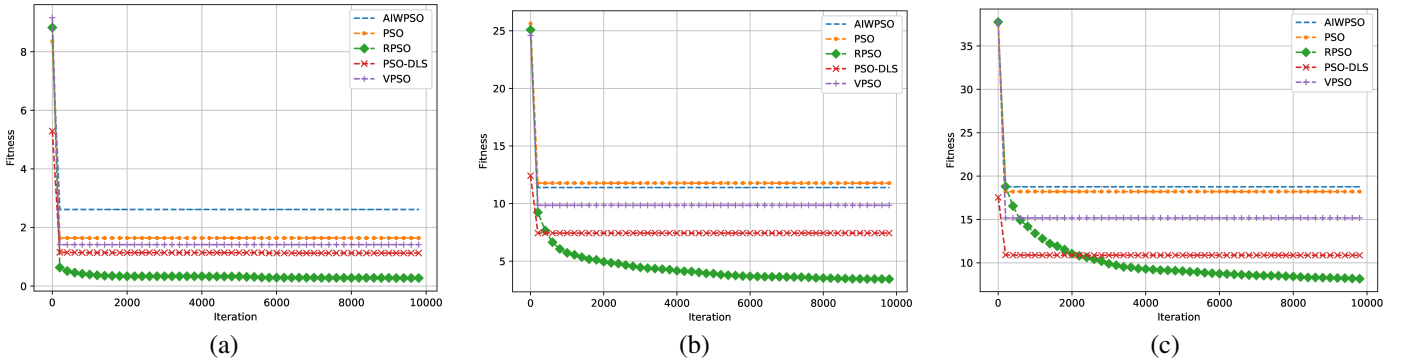 AIWPSO
PSO
RPSO
PSO-DLS
VPSO
8
6
4
2
0
Fitness
0
2000
4000
6000
8000
10000
Iteration
(a)
AIWPSO
PSO
RPSO
PSO-DLS
VPSO
25
20
15
10
5
Fitness
0
2000
4000
6000
8000
10000
Iteration
(b)
AIWPSO
PSO
RPSO
PSO-DLS
VPSO
35
30
25
20
15
10
Fitness
0
2000
4000
6000
8000
10000
Iteration
(c)